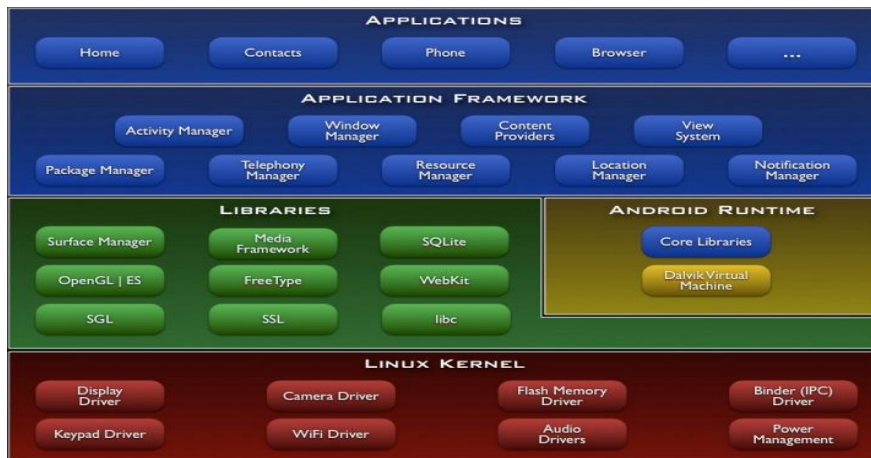 APPLICATIONS
Home
Contacts
Phone
Browser
...
APPLICATION FRAMEWORK
Activity Manager
Window
Manager
Content
Providers
View
System
Package Manager
Telephony
Manager
Resource
Manager
Location
Manager
Notification
Manager
LIBRARIES
Surface Manager
Media
Framework
SQLite
OpenGL | ES
FreeType
WebKit
SGL
SSL
libc
ANDROID RUNTIME
Core Libraries
Dalvik Virtual
Machine
LINUX KERNEL
Display
Driver
Camera Driver
Flash Memory
Driver
Binder (IPC)
Driver
Keypad Driver
WiFi Driver
Audio
Drivers
Power
Management